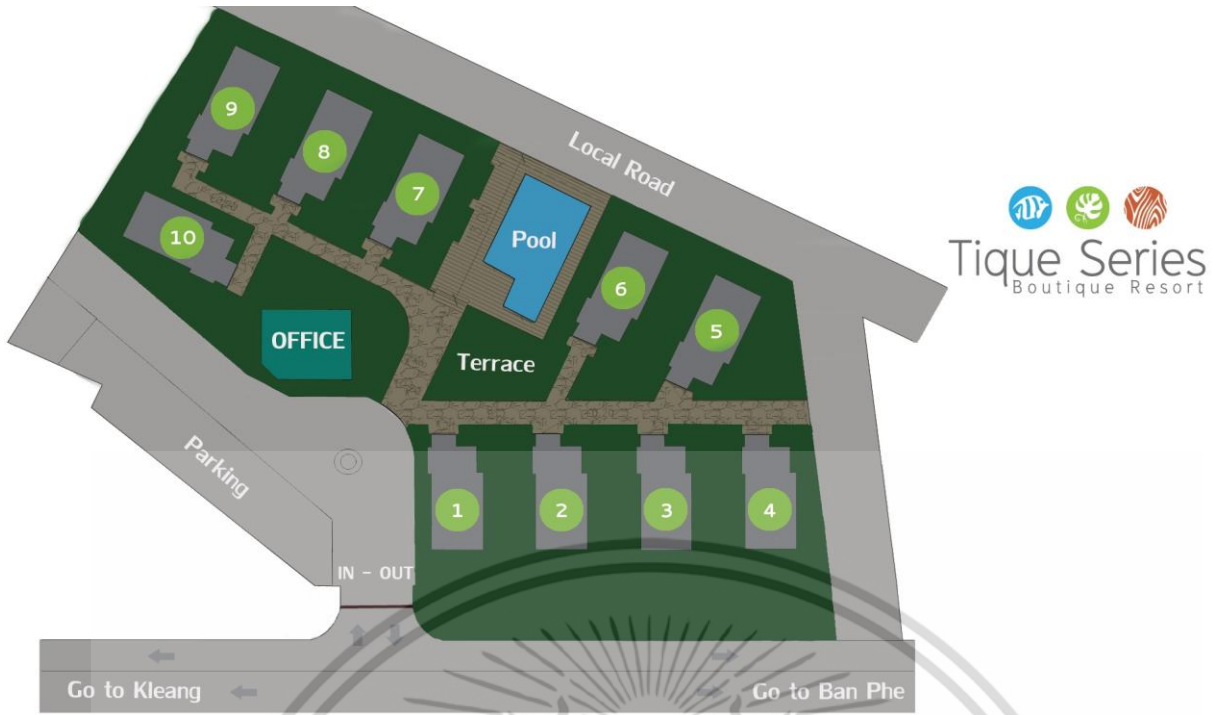 9
8
7
Local Road
10
Pool
6
5
OFFICE
Terrace
Parking
1
2
3
4
IN - OUT
Go to Kleang
Go to Ban Phe
Tique Series
Boutique Resort